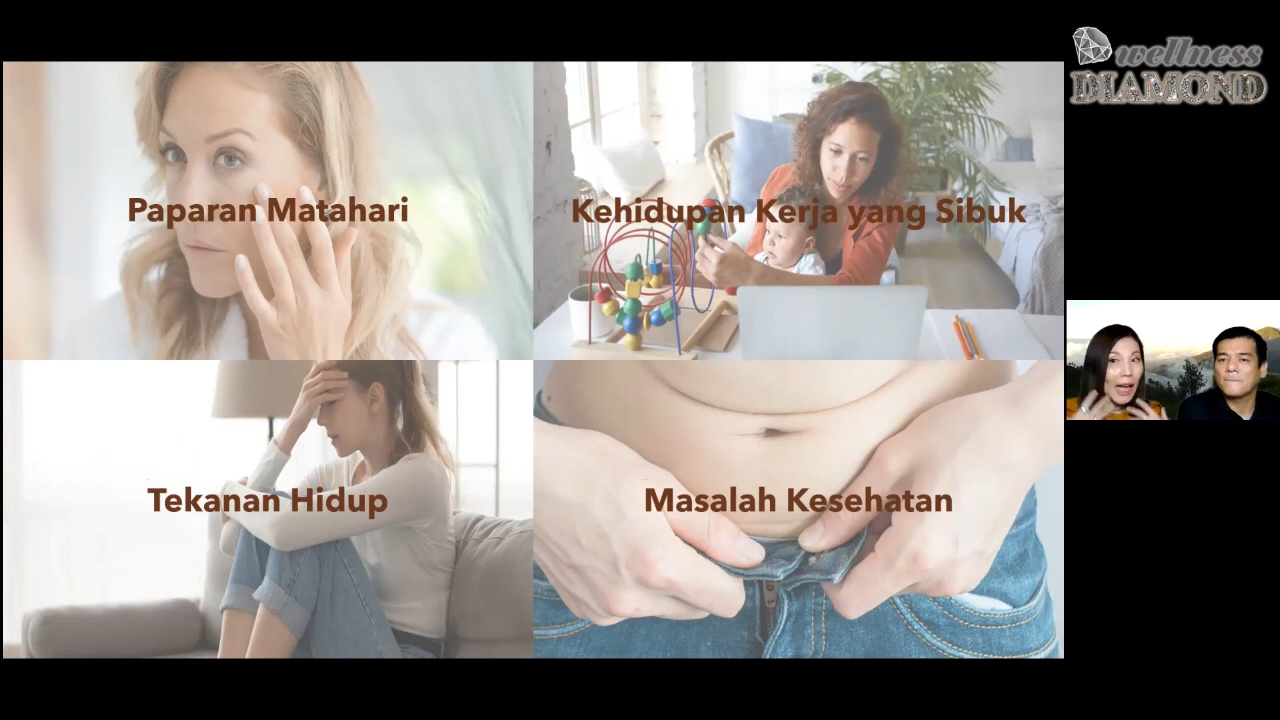 wellness
DIAMOND
Paparan Matahari
Kehidupan Kerja yang Sibuk
Tekanan Hidup
Masalah Kesehatan